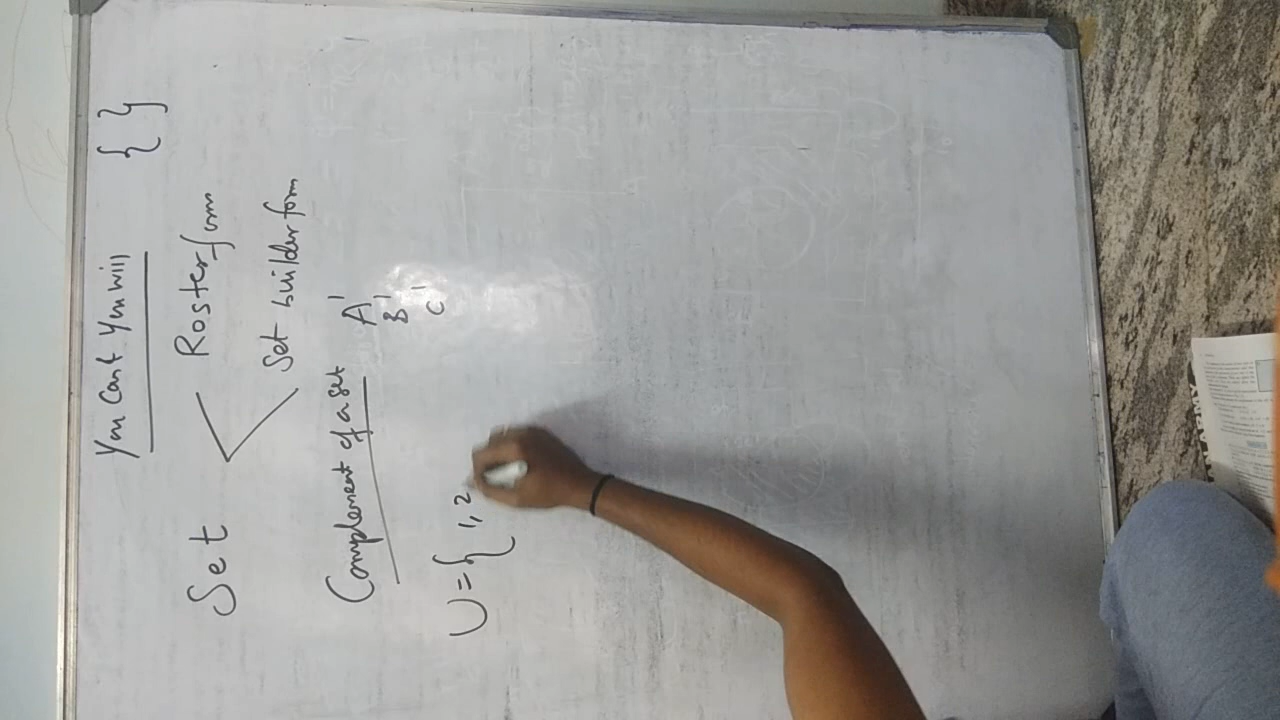 You Can & You will { }
Set
Roster form
Set builder form
Complement of a set A'
B'
C'
U = { 1, 2